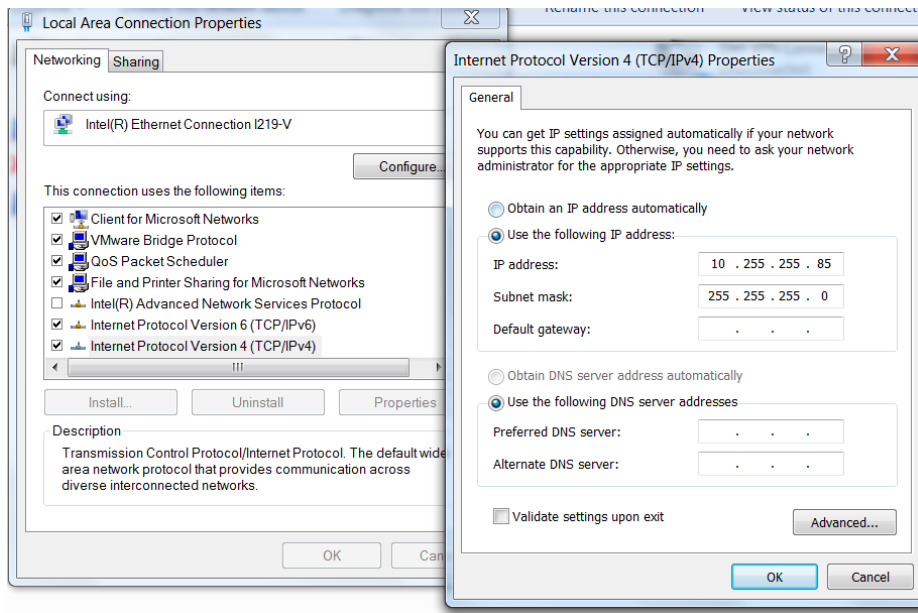 Rename this connection
View status of this connect
Local Area Connection Properties
Networking
Sharing
Connect using:
Intel(R) Ethernet Connection I219-V
Configure...
This connection uses the following items:
Client for Microsoft Networks
VMware Bridge Protocol
QoS Packet Scheduler
File and Printer Sharing for Microsoft Networks
Intel(R) Advanced Network Services Protocol
Internet Protocol Version 6 (TCP/IPv6)
Internet Protocol Version 4 (TCP/IPv4)
Install...
Uninstall
Properties
Description
Transmission Control Protocol/Internet Protocol. The default wide
area network protocol that provides communication across
diverse interconnected networks.
OK
Can
Internet Protocol Version 4 (TCP/IPv4) Properties
General
You can get IP settings assigned automatically if your network
supports this capability. Otherwise, you need to ask your network
administrator for the appropriate IP settings.
Obtain an IP address automatically
Use the following IP address:
IP address:
10 . 255 . 255 . 85
Subnet mask:
255 . 255 . 255 . 0
Default gateway:
. . .
Obtain DNS server address automatically
Use the following DNS server addresses
Preferred DNS server:
. . .
Alternate DNS server:
. . .
Validate settings upon exit
Advanced...
OK
Cancel